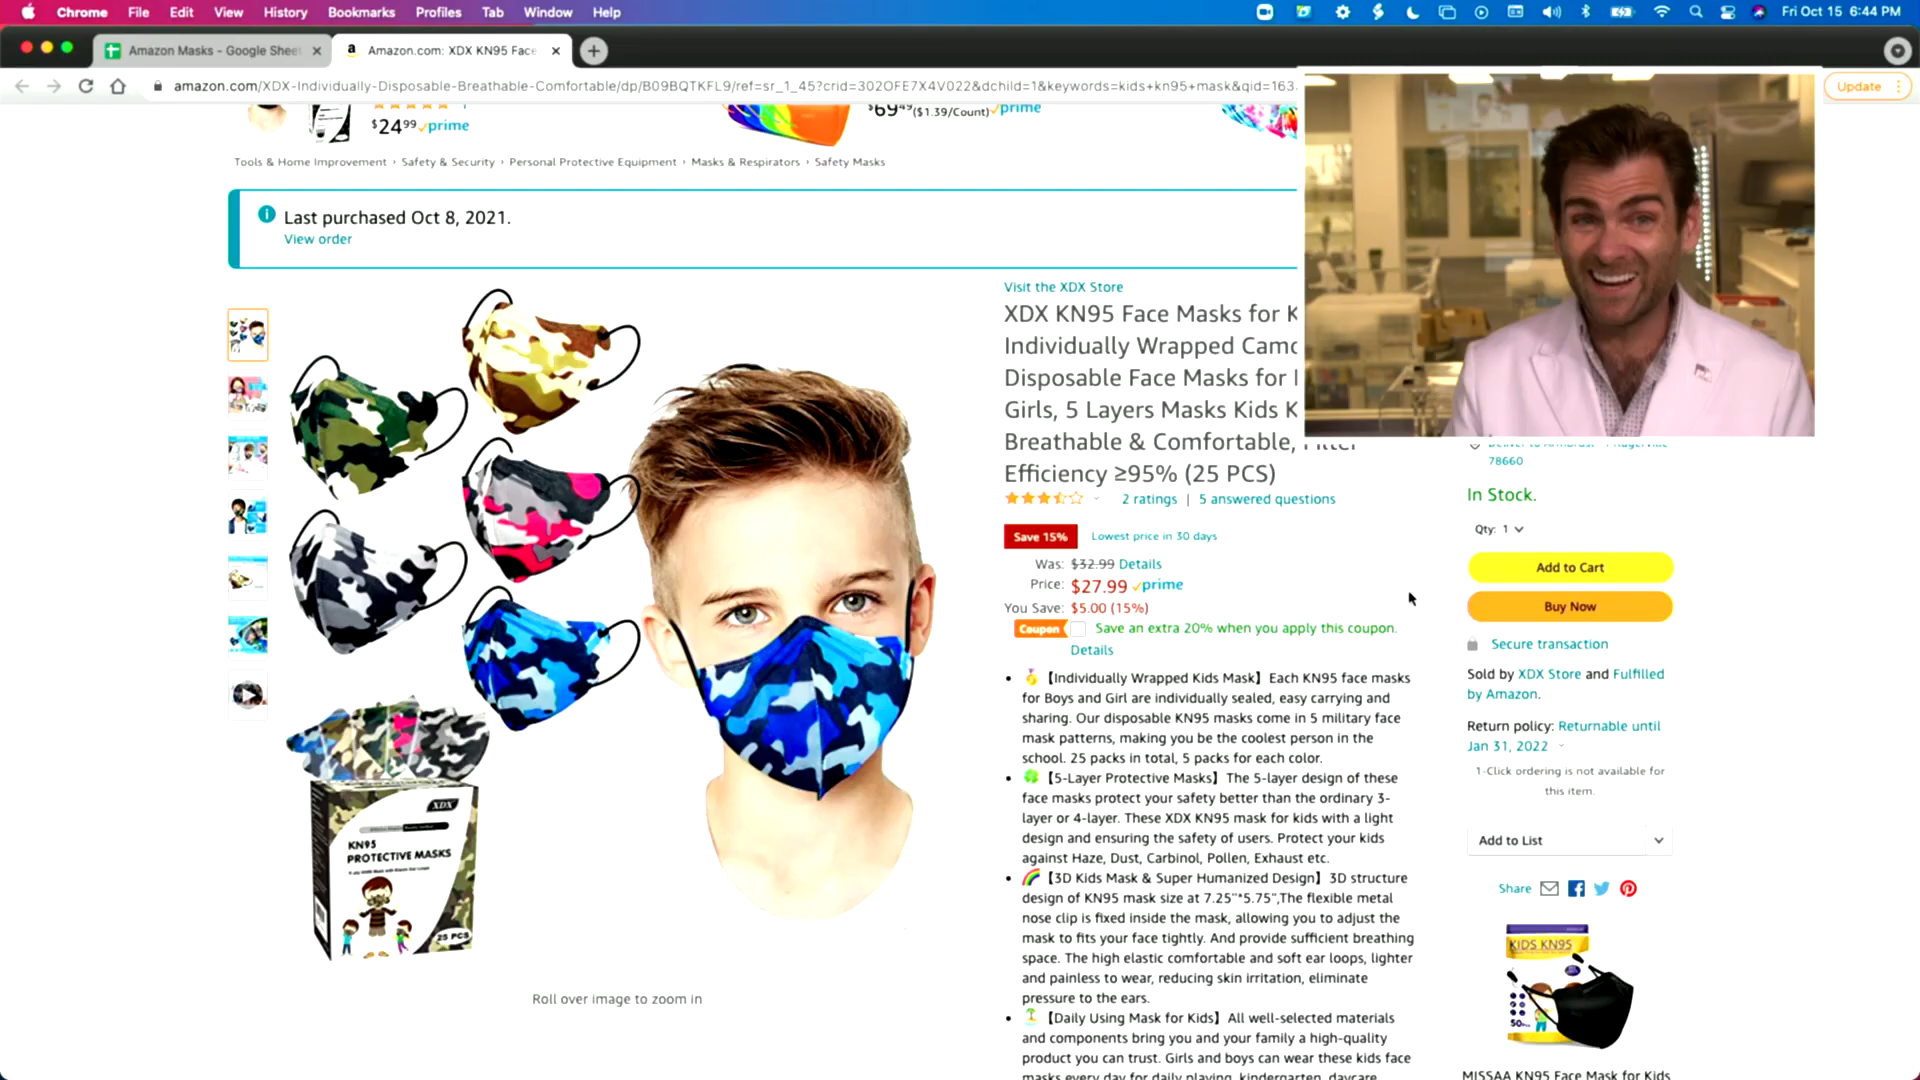 Chrome File Edit View History Bookmarks Profiles Tab Window Help
Fri Oct 15 6:44 PM
Amazon Masks - Google Sheet
Amazon.com: XDX KN95 Face
amazon.com/XDX-Individually-Disposable-Breathable-Comfortable/dp/B09BQTKFL9/ref=sr_1_45?crid=302OFE7X4V022&dchild=1&keywords=kids+kn95+mask&qid=163
Update
$24.99 prime
$69.49 ($1.39/Count) prime
Tools & Home Improvement › Safety & Security › Personal Protective Equipment › Masks & Respirators › Safety Masks
Last purchased Oct 8, 2021.
View order
Visit the XDX Store
XDX KN95 Face Masks for K
Individually Wrapped Camo
Disposable Face Masks for
Girls, 5 Layers Masks Kids K
Breathable & Comfortable, Filter
Efficiency ≥95% (25 PCS)
2 ratings | 5 answered questions
Save 15% Lowest price in 30 days
Was: $32.99 Details
Price: $27.99 prime
You Save: $5.00 (15%)
Coupon Save an extra 20% when you apply this coupon.
Details
【Individually Wrapped Kids Mask】Each KN95 face masks
for Boys and Girl are individually sealed, easy carrying and
sharing. Our disposable KN95 masks come in 5 military face
mask patterns, making you be the coolest person in the
school. 25 packs in total, 5 packs for each color.
【5-Layer Protective Masks】The 5-layer design of these
face masks protect your safety better than the ordinary 3-
layer or 4-layer. These XDX KN95 mask for kids with a light
design and ensuring the safety of users. Protect your kids
against Haze, Dust, Carbinol, Pollen, Exhaust etc.
【3D Kids Mask & Super Humanized Design】3D structure
design of KN95 mask size at 7.25"*5.75",The flexible metal
nose clip is fixed inside the mask, allowing you to adjust the
mask to fits your face tightly. And provide sufficient breathing
space. The high elastic comfortable and soft ear loops, lighter
and painless to wear, reducing skin irritation, eliminate
pressure to the ears.
【Daily Using Mask for Kids】All well-selected materials
and components bring you and your family a high-quality
product you can trust. Girls and boys can wear these kids face
masks every day for daily playing, kindergarten, daycare,
XDX
KN95
PROTECTIVE MASKS
25 PCS
Roll over image to zoom in
78660
In Stock.
Qty: 1
Add to Cart
Buy Now
Secure transaction
Sold by XDX Store and Fulfilled
by Amazon.
Return policy: Returnable until
Jan 31, 2022
1-Click ordering is not available for
this item.
Add to List
Share
KIDS KN95
MISSAA KN95 Face Mask for Kids